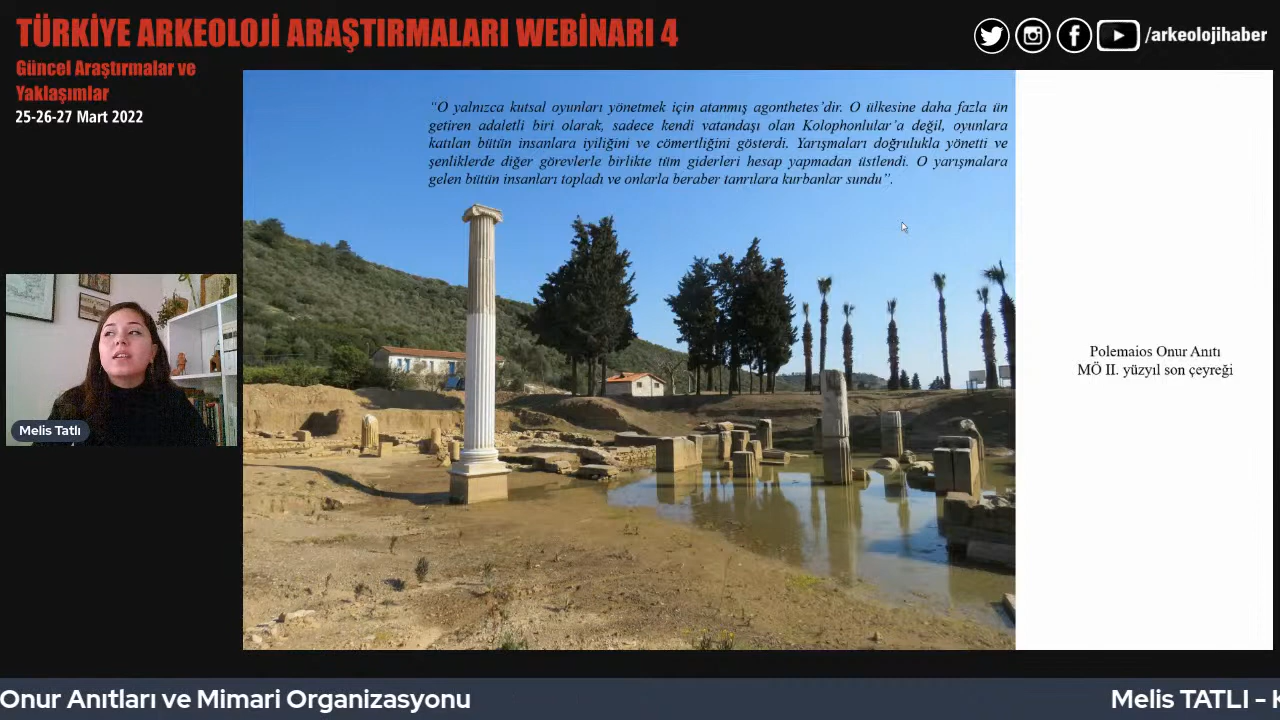 TÜRKİYE ARKEOLOJİ ARAŞTIRMALARI WEBİNARI 4
Güncel Araştırmalar ve
Yaklaşımlar
25-26-27 Mart 2022
/arkeolojihaber
"O yalnızca kutsal oyunları yönetmek için atanmış agonthetes'dir. O ülkesine daha fazla ün
getiren adaletli biri olarak, sadece kendi vatandaşı olan Kolophonlular'a değil, oyunlara
katılan bütün insanlara iyiliğini ve cömertliğini gösterdi. Yarışmaları doğrulukla yönetti ve
şenliklerde diğer görevlerle birlikte tüm giderleri hesap yapmadan üstlendi. O yarışmalara
gelen bütün insanları topladı ve onlarla beraber tanrılara kurbanlar sundu".
Polemaios Onur Anıtı
MÖ II. yüzyıl son çeyreği
Melis Tatlı
Onur Anıtları ve Mimari Organizasyonu
Melis TATLI - K